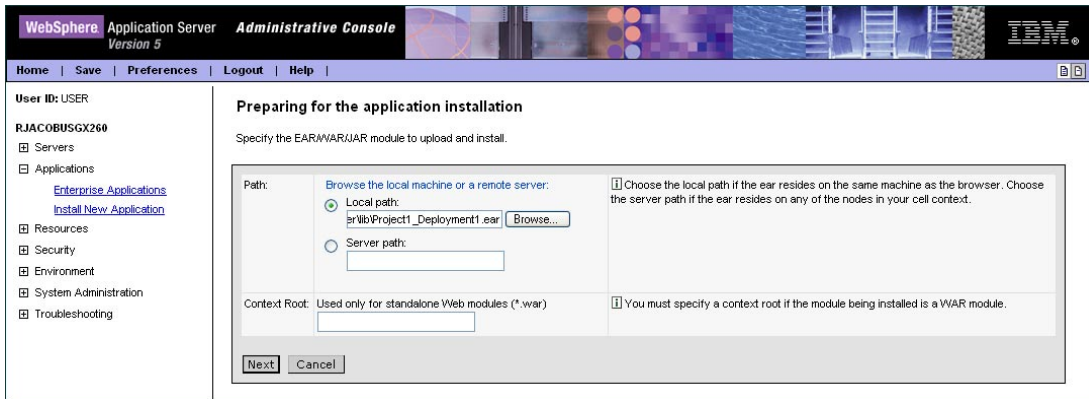 WebSphere Application Server Administrative Console
Version 5
IBM®
Home | Save | Preferences | Logout | Help |
User ID: USER
RJACOBUSGX260
Servers
Applications
Enterprise Applications
Install New Application
Resources
Security
Environment
System Administration
Troubleshooting
Preparing for the application installation
Specify the EAR/WAR/JAR module to upload and install.
Path:
Browse the local machine or a remote server:
Local path:
er\lib\Project1_Deployment1.ear Browse...
Server path:
Choose the local path if the ear resides on the same machine as the browser. Choose
the server path if the ear resides on any of the nodes in your cell context.
Context Root:
Used only for standalone Web modules (*.war)
You must specify a context root if the module being installed is a WAR module.
Next Cancel